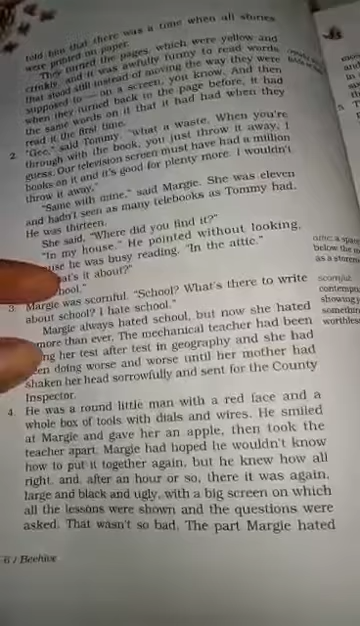 told him that there was a time when all stories
were printed on paper.
They turned the pages, which were yellow and
crinkly, and it was awfully funny to read words
that stood still instead of moving the way they were
supposed to — on a screen, you know. And then
when they turned back to the page before, it had
the same words on it that it had had when they
read it the first time.
2. "Gee," said Tommy, "what a waste. When you're
through with the book, you just throw it away, I
guess. Our television screen must have had a million
books on it and it's good for plenty more. I wouldn't
throw it away."
"Same with mine," said Margie. She was eleven
and hadn't seen as many telebooks as Tommy had.
He was thirteen.
She said, "Where did you find it?"
"In my house." He pointed without looking,
use he was busy reading. "In the attic."
at's it about?"
hool."
3. Margie was scornful. "School? What's there to write
about school? I hate school."
Margie always hated school, but now she hated
more than ever. The mechanical teacher had been
ng her test after test in geography and she had
een doing worse and worse until her mother had
shaken her head sorrowfully and sent for the County
Inspector.
4. He was a round little man with a red face and a
whole box of tools with dials and wires. He smiled
at Margie and gave her an apple, then took the
teacher apart. Margie had hoped he wouldn't know
how to put it together again, but he knew how all
right, and, after an hour or so, there it was again,
large and black and ugly, with a big screen on which
all the lessons were shown and the questions were
asked. That wasn't so bad. The part Margie hated
6 / Beehive
attic: a space
below the
as a storero
scornful:
contemptu
showing
somethin
worthless
5